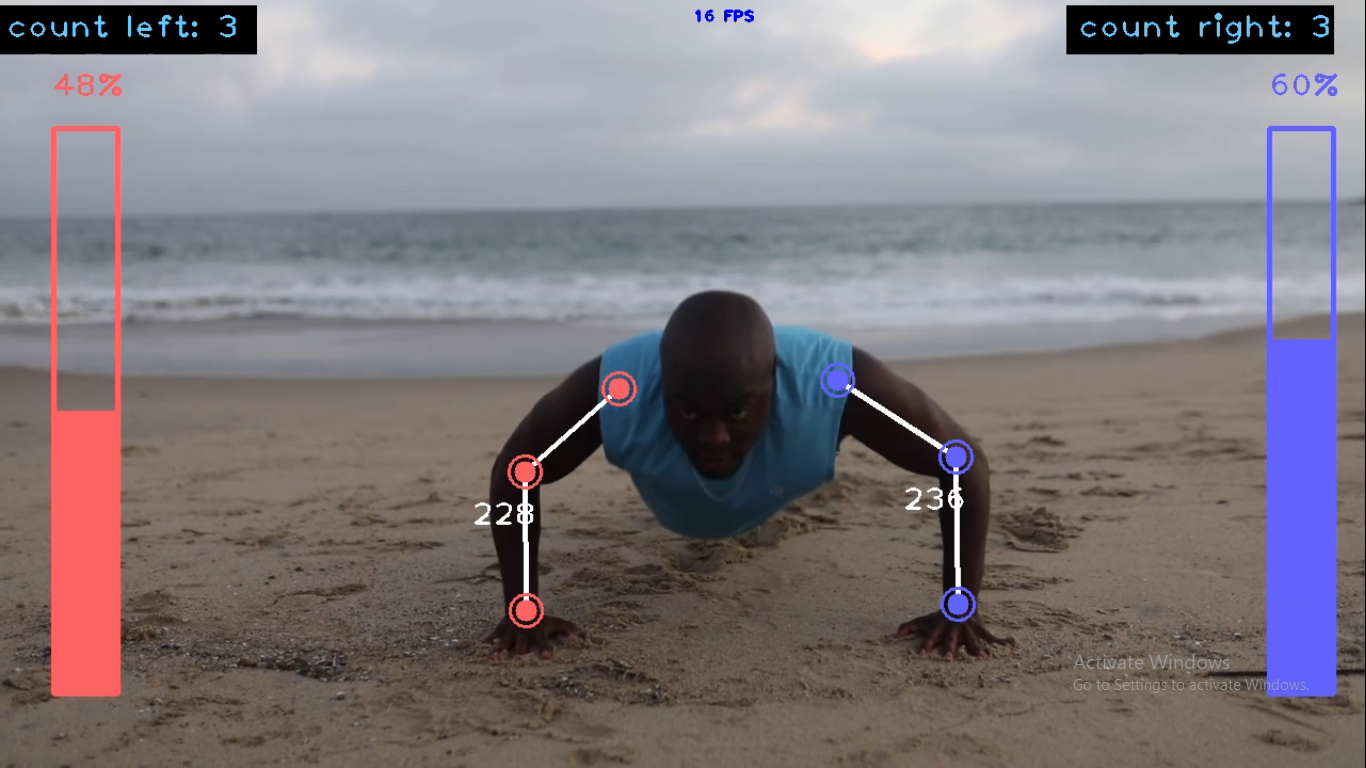 count left: 3
16 FPS
count right: 3
48%
60%
228
236
Activate Windows
Go to Settings to activate Windows.